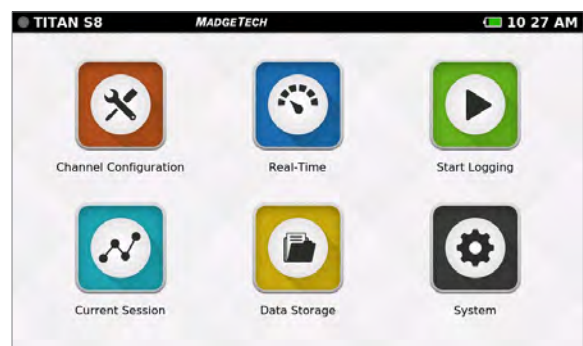 TITAN S8 MADGETECH 10 27 AM
Channel Configuration Real-Time Start Logging
Current Session Data Storage System